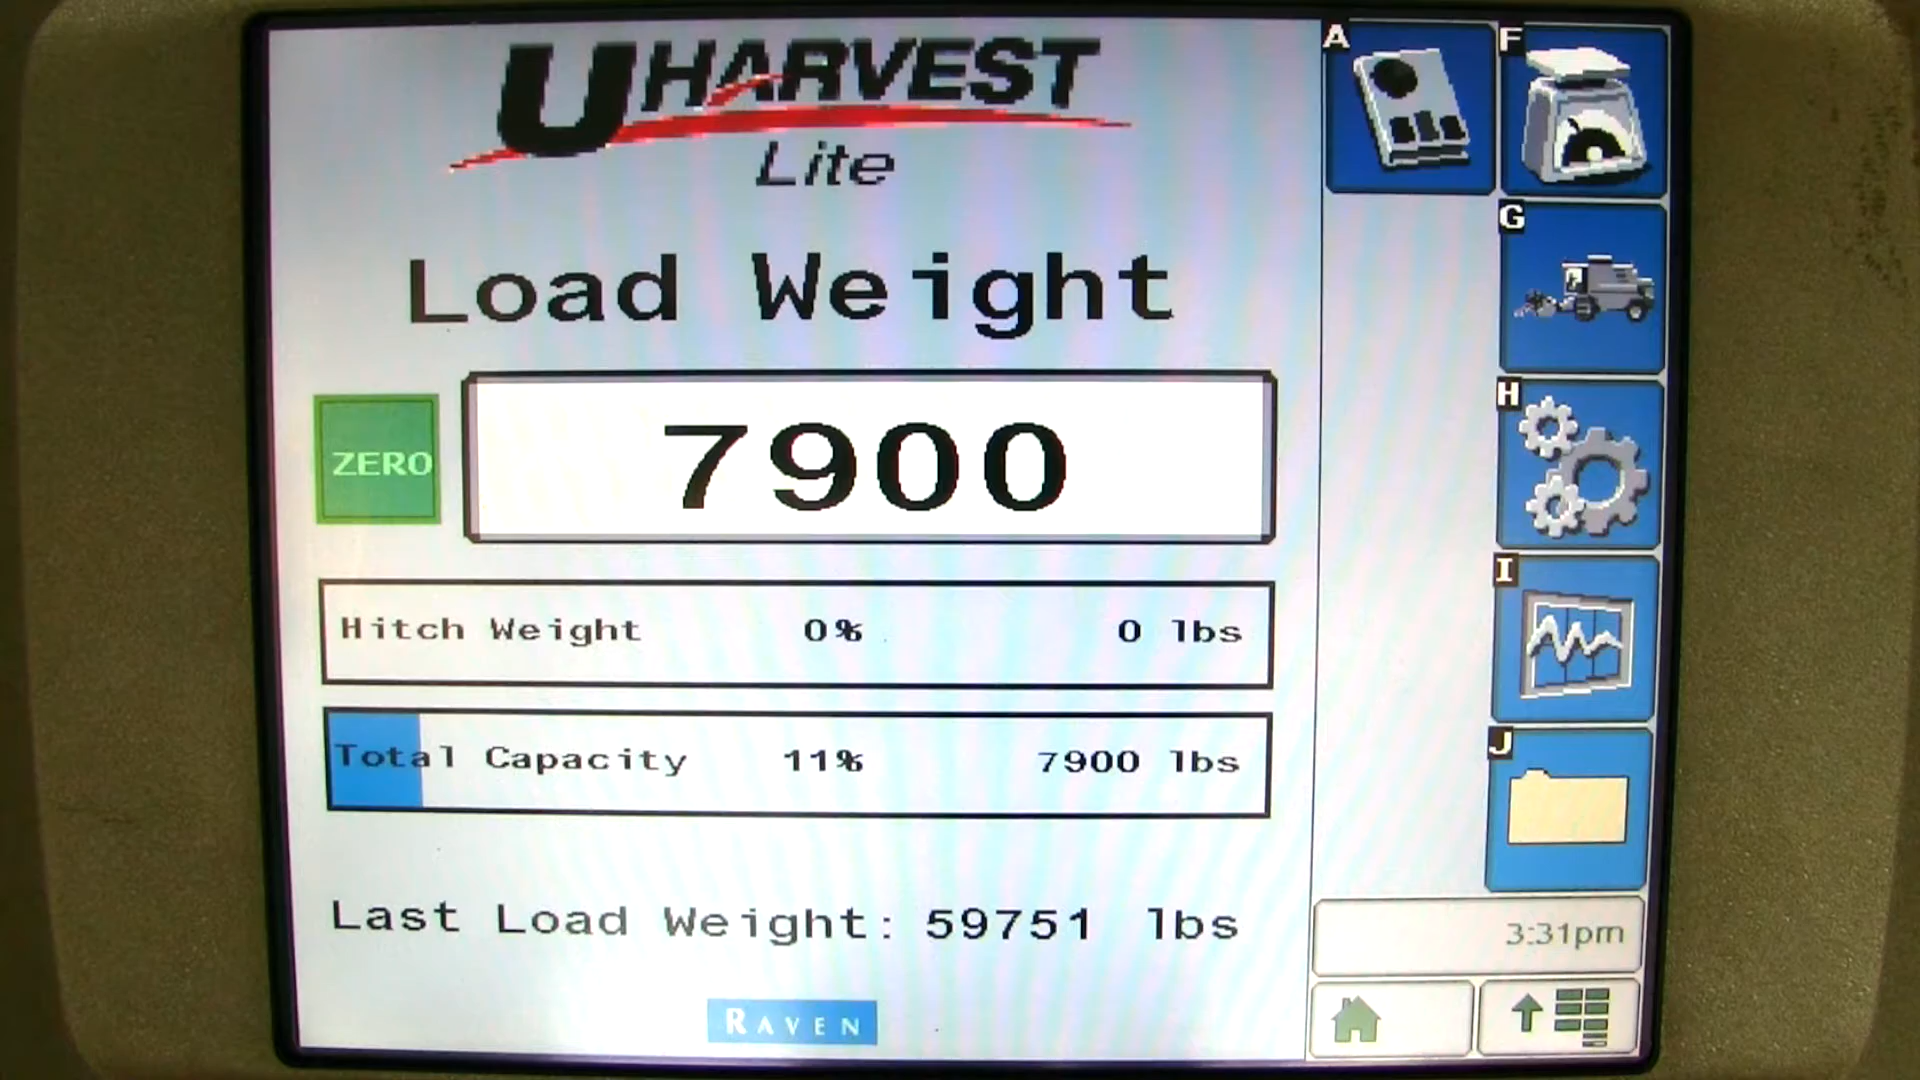 UHARVEST
Lite
Load Weight
ZERO
7900
Hitch Weight 0% 0 lbs
Total Capacity 11% 7900 lbs
Last Load Weight: 59751 lbs
RAVEN
A
F
G
H
I
J
3:31pm